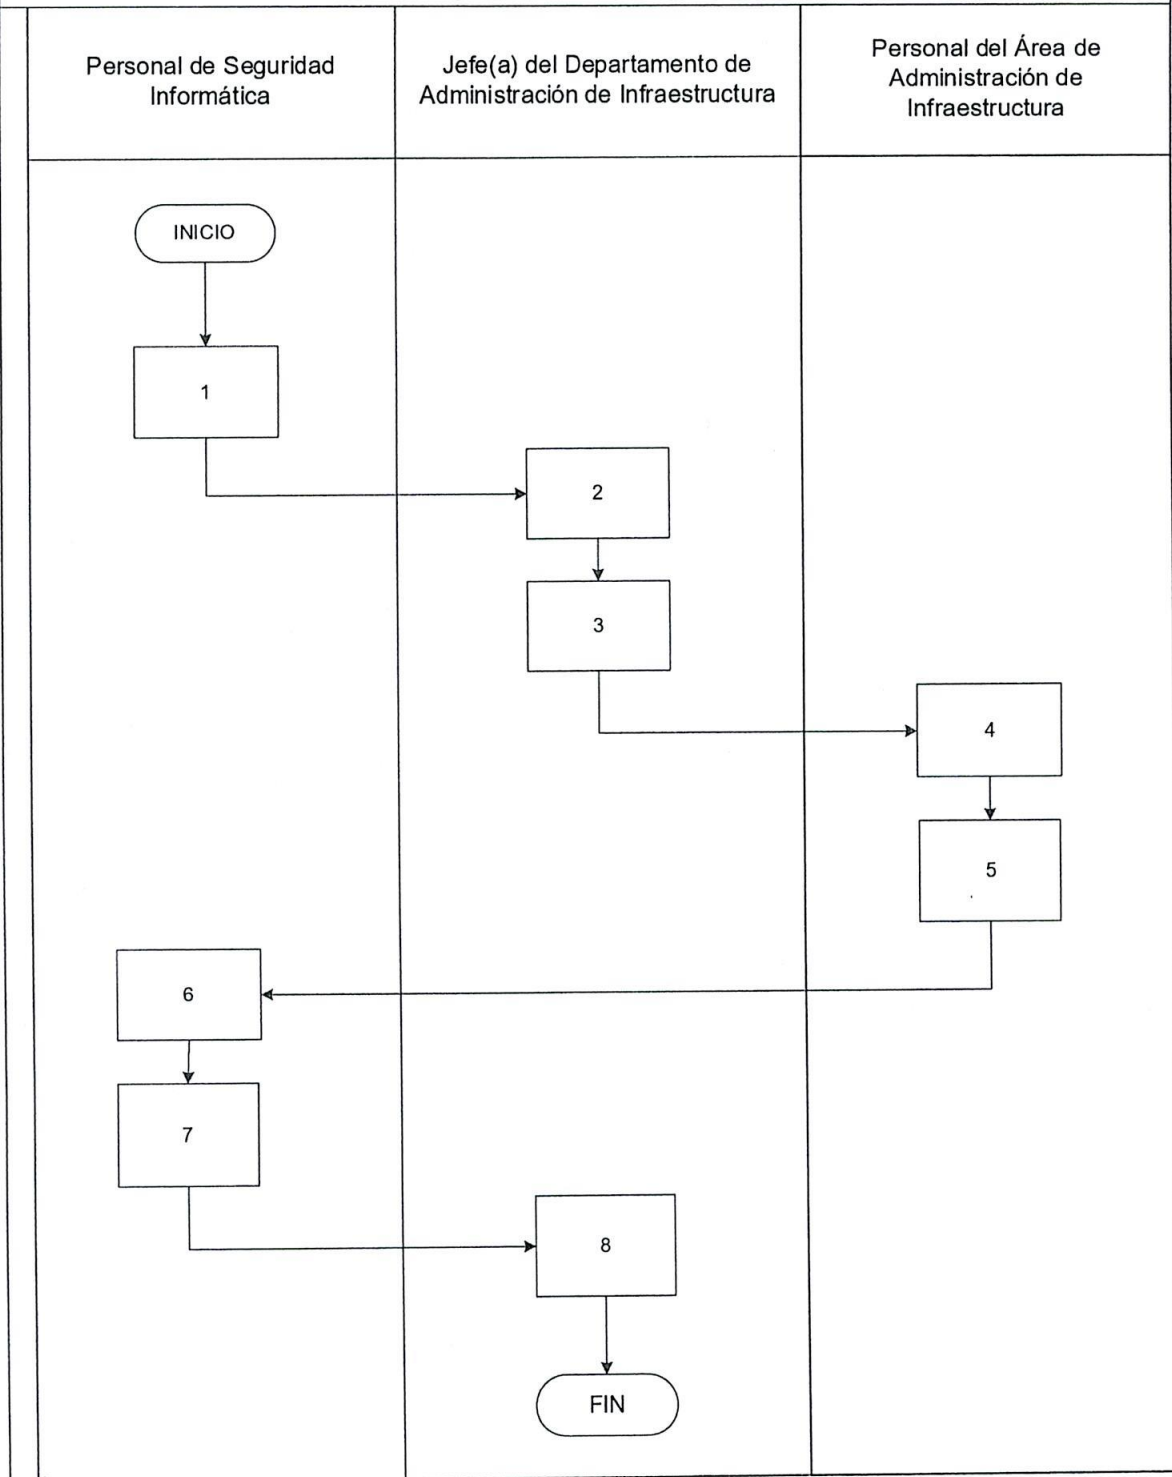 Personal de Seguridad
Informática
Jefe(a) del Departamento de
Administración de Infraestructura
Personal del Área de
Administración de
Infraestructura
INICIO
1
2
3
4
5
6
7
8
FIN